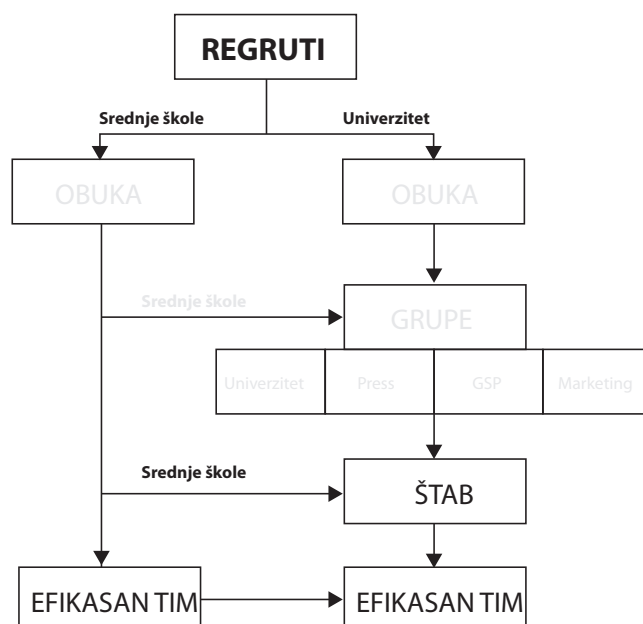 REGRUTI
Srednje škole
Univerzitet
OBUKA
OBUKA
Srednje škole
GRUPE
Univerzitet
Press
GSP
Marketing
Srednje škole
ŠTAB
EFIKASAN TIM
EFIKASAN TIM